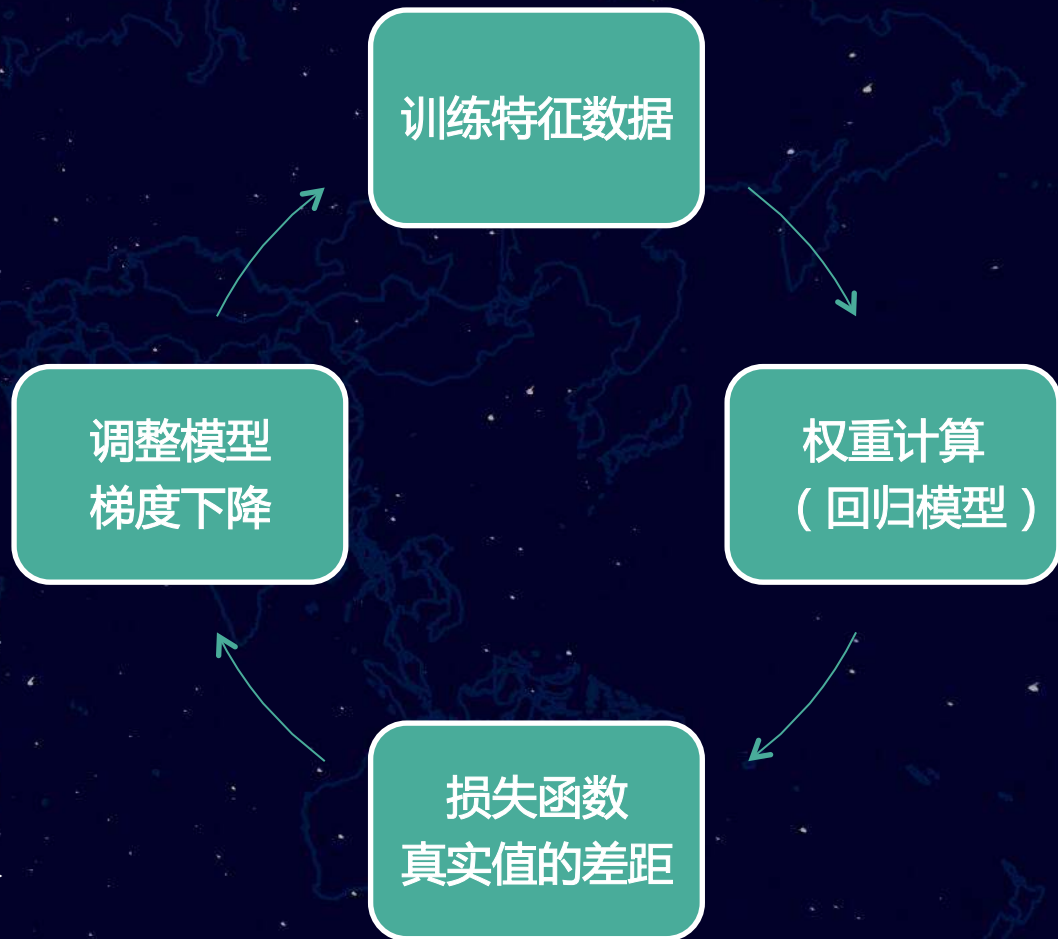 训练特征数据
权重计算
（回归模型）
损失函数
真实值的差距
调整模型
梯度下降